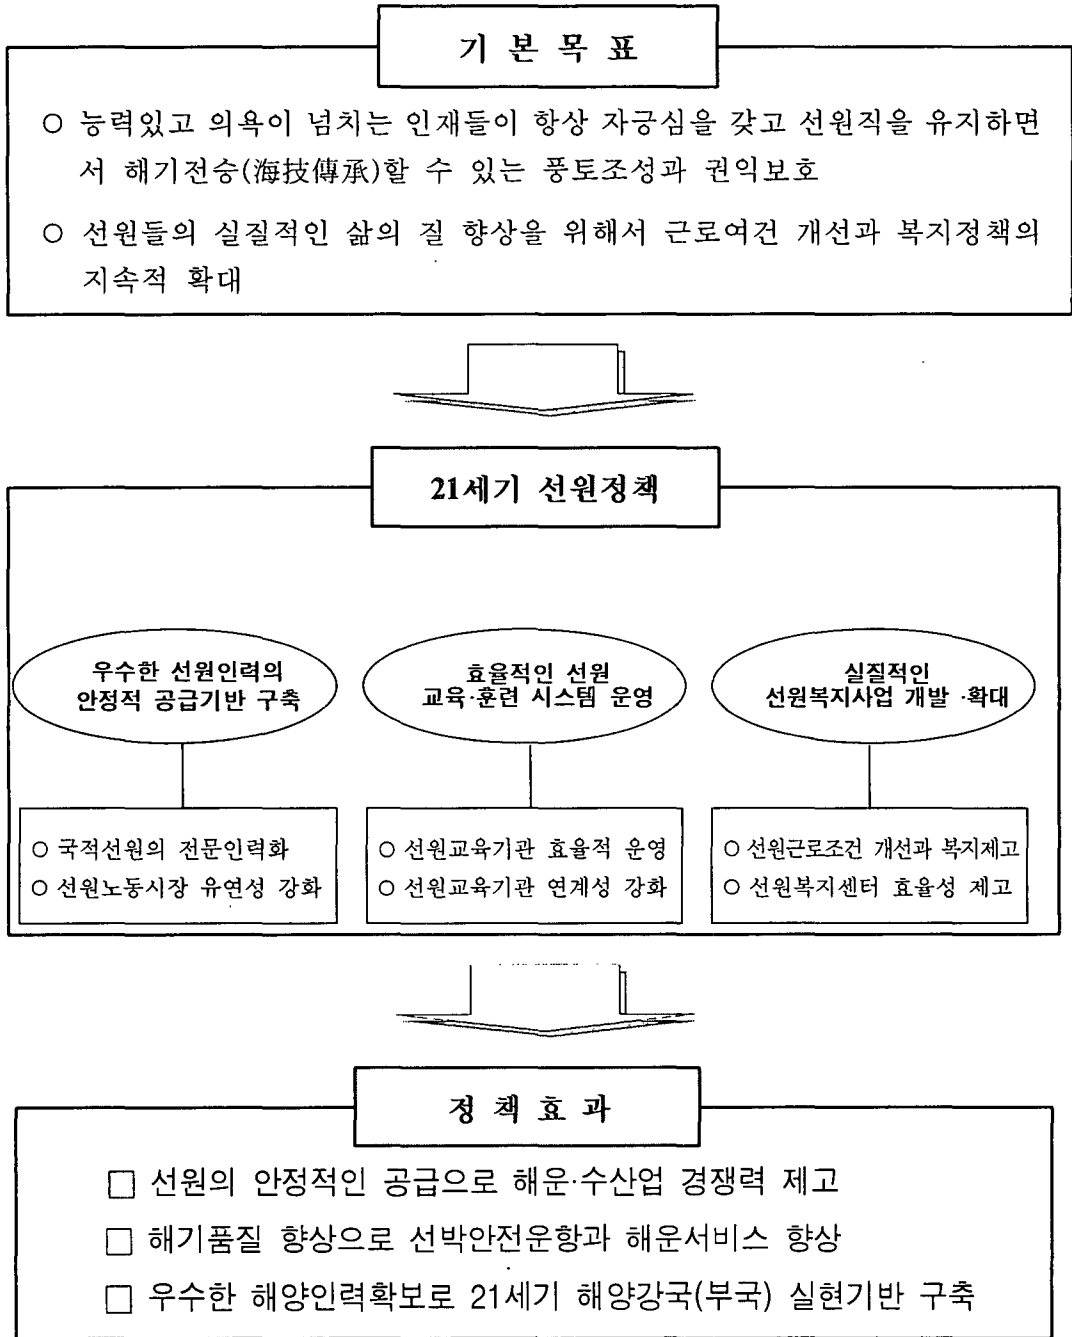 기 본 목 표
○ 능력있고 의욕이 넘치는 인재들이 항상 자긍심을 갖고 선원직을 유지하면
서 해기전승(海技傳承)할 수 있는 풍토조성과 권익보호
○ 선원들의 실질적인 삶의 질 향상을 위해서 근로여건 개선과 복지정책의
지속적 확대
21세기 선원정책
우수한 선원인력의
안정적 공급기반 구축
효율적인 선원
교육·훈련 시스템 운영
실질적인
선원복지사업 개발 ·확대
○ 국적선원의 전문인력화
○ 선원노동시장 유연성 강화
○ 선원교육기관 효율적 운영
○ 선원교육기관 연계성 강화
○ 선원근로조건 개선과 복지제고
○ 선원복지센터 효율성 제고
정 책 효 과
□ 선원의 안정적인 공급으로 해운·수산업 경쟁력 제고
□ 해기품질 향상으로 선박안전운항과 해운서비스 향상
□ 우수한 해양인력확보로 21세기 해양강국(부국) 실현기반 구축